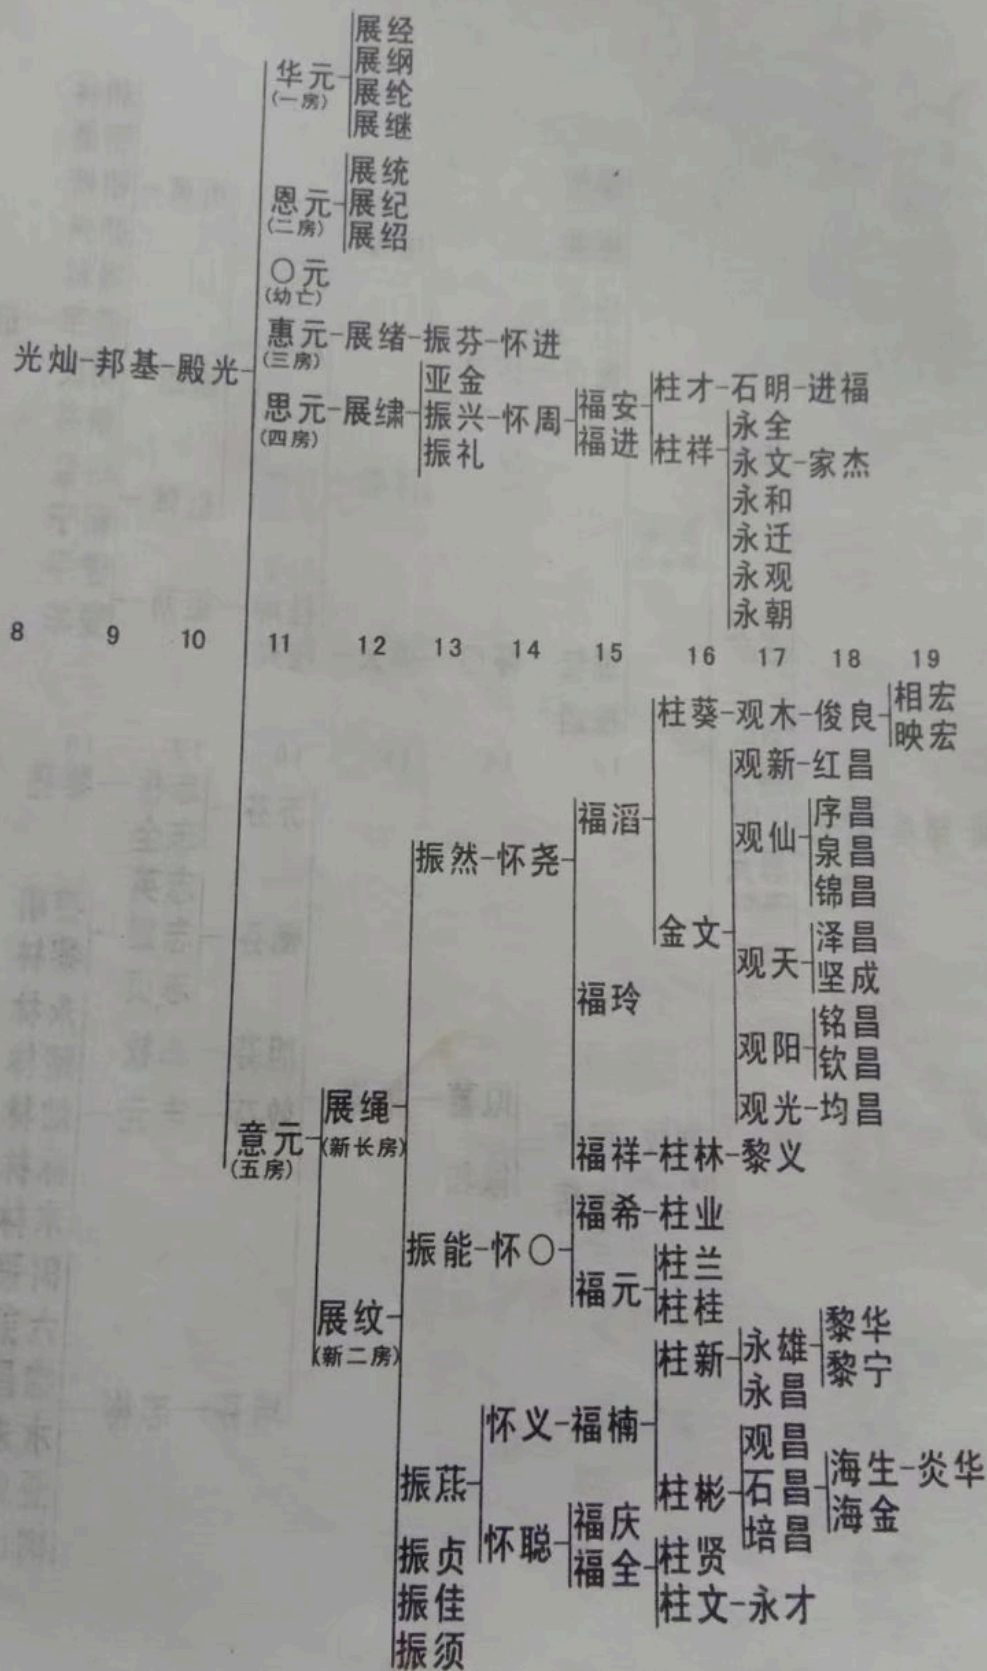 展经
展纲
华元
(一房)
展纶
展继
展统
恩元
(二房)
展纪
展绍
〇元
(幼亡)
光灿-邦基-殿光
惠元-展绪-振芬-怀进
(三房)
亚金
思元-展绣-振兴-怀周
(四房)
振礼
福安
福进
柱才-石明-进福
柱祥
永全
永文-家杰
永和
永迁
永观
永朝
8 9 10 11 12 13 14 15 16 17 18 19
柱葵-观木-俊良
相宏
映宏
观新-红昌
福滔
序昌
观仙
泉昌
振然-怀尧
锦昌
金文
泽昌
观天
坚成
福玲
铭昌
观阳
钦昌
展绳
(新长房)
观光-均昌
意元
(五房)
福祥-柱林-黎义
福希-柱业
振能-怀〇
柱兰
福元
柱桂
展纹
(新二房)
黎华
柱新-永雄
黎宁
永昌
怀义-福楠
观昌
海生-炎华
柱彬-石昌
海金
培昌
福庆
怀聪
福全
柱贤
振贞
柱文-永才
振佳
振须